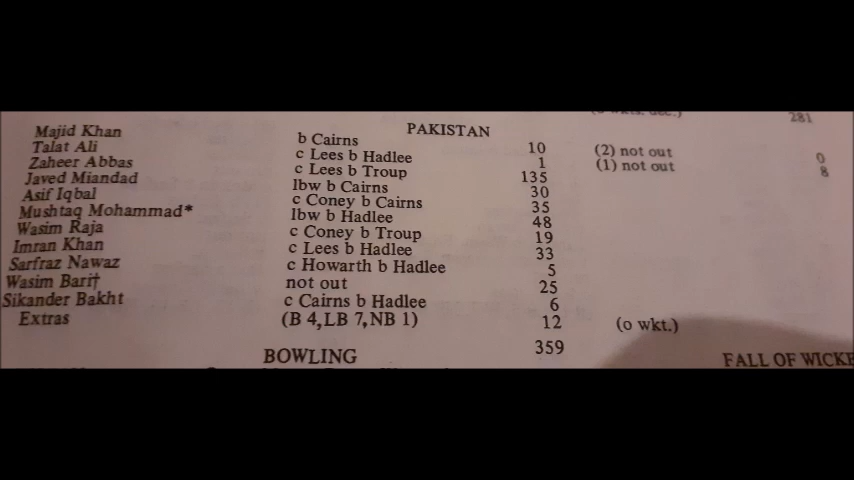 281
PAKISTAN
Majid Khan b Cairns 10 (2) not out 0
Talat Ali c Lees b Hadlee 1 (1) not out 8
Zaheer Abbas c Lees b Troup 135
Javed Miandad lbw b Cairns 30
Asif Iqbal c Coney b Cairns 35
Mushtaq Mohammad* lbw b Hadlee 48
Wasim Raja c Coney b Troup 19
Imran Khan c Lees b Hadlee 33
Sarfraz Nawaz c Howarth b Hadlee 5
Wasim Bari† not out 25
Sikander Bakht c Cairns b Hadlee 6
Extras (B 4, LB 7, NB 1) 12 (o wkt.)
359
BOWLING FALL OF WICKE